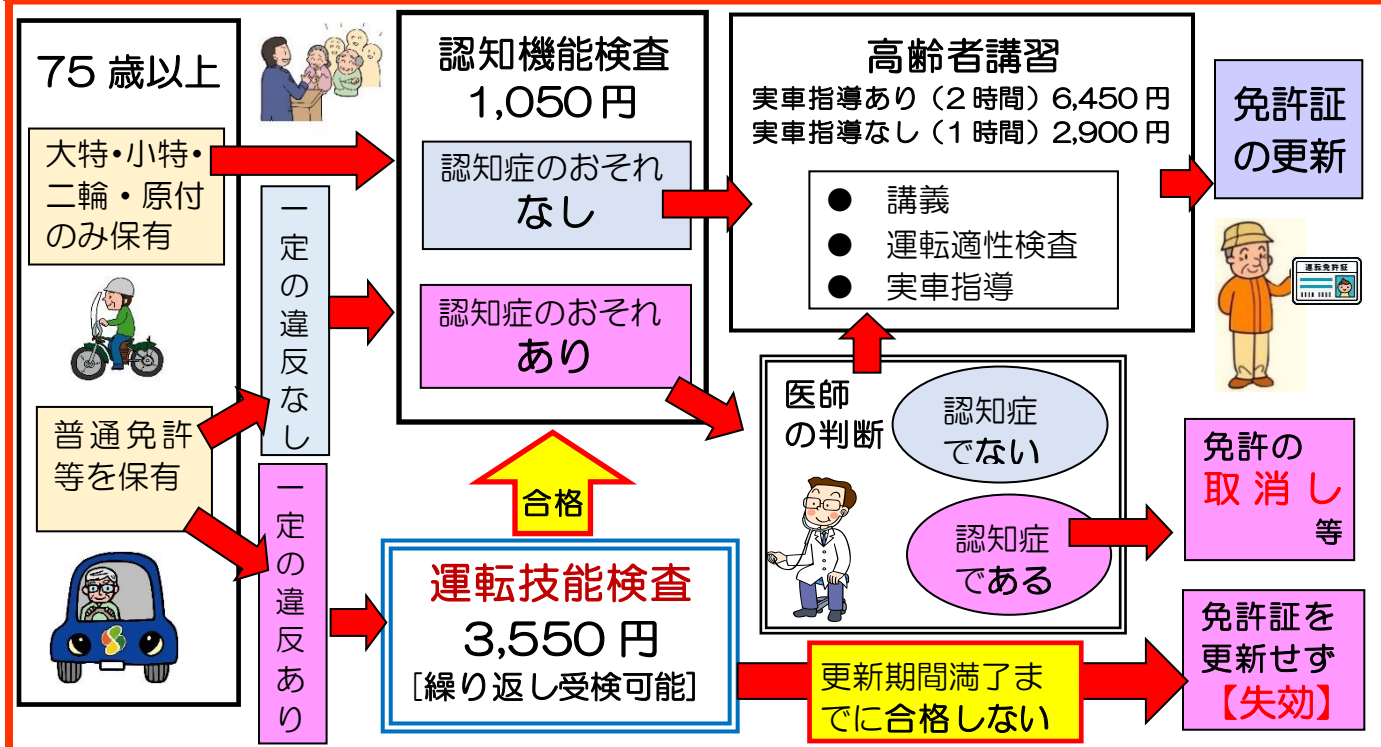 75歳以上
大特・小特・
二輪・原付
のみ保有
普通免許
等を保有
一定の違反なし
一定の違反あり
認知機能検査
1,050円
認知症のおそれ
なし
認知症のおそれ
あり
合格
運転技能検査
3,550円
[繰り返し受検可能]
高齢者講習
実車指導あり（2時間）6,450円
実車指導なし（1時間）2,900円
● 講義
● 運転適性検査
● 実車指導
医師
の判断
認知症
でない
認知症
である
更新期間満了ま
でに合格しない
免許証
の更新
運転免許証
免許の
取消し
等
免許証を
更新せず
【失効】